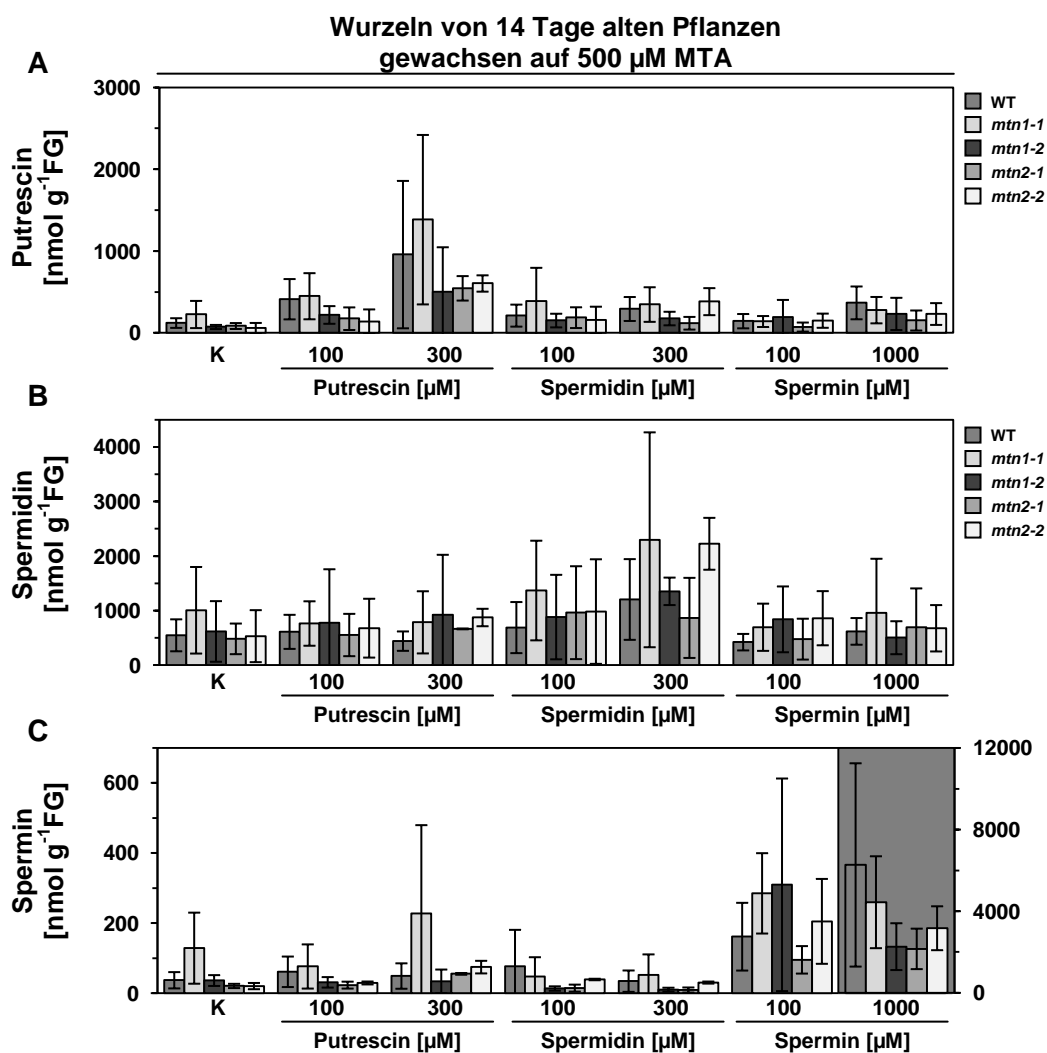 Wurzeln von 14 Tage alten Pflanzen
gewachsen auf 500 µM MTA
A
Putrescin
[nmol g⁻¹FG]
3000
2000
1000
0
WT
mtn1-1
mtn1-2
mtn2-1
mtn2-2
K 100 300 100 300 100 1000
Putrescin [µM] Spermidin [µM] Spermin [µM]
B
Spermidin
[nmol g⁻¹FG]
4000
3000
2000
1000
0
WT
mtn1-1
mtn1-2
mtn2-1
mtn2-2
K 100 300 100 300 100 1000
Putrescin [µM] Spermidin [µM] Spermin [µM]
C
Spermin
[nmol g⁻¹FG]
600
400
200
0
12000
8000
4000
0
K 100 300 100 300 100 1000
Putrescin [µM] Spermidin [µM] Spermin [µM]